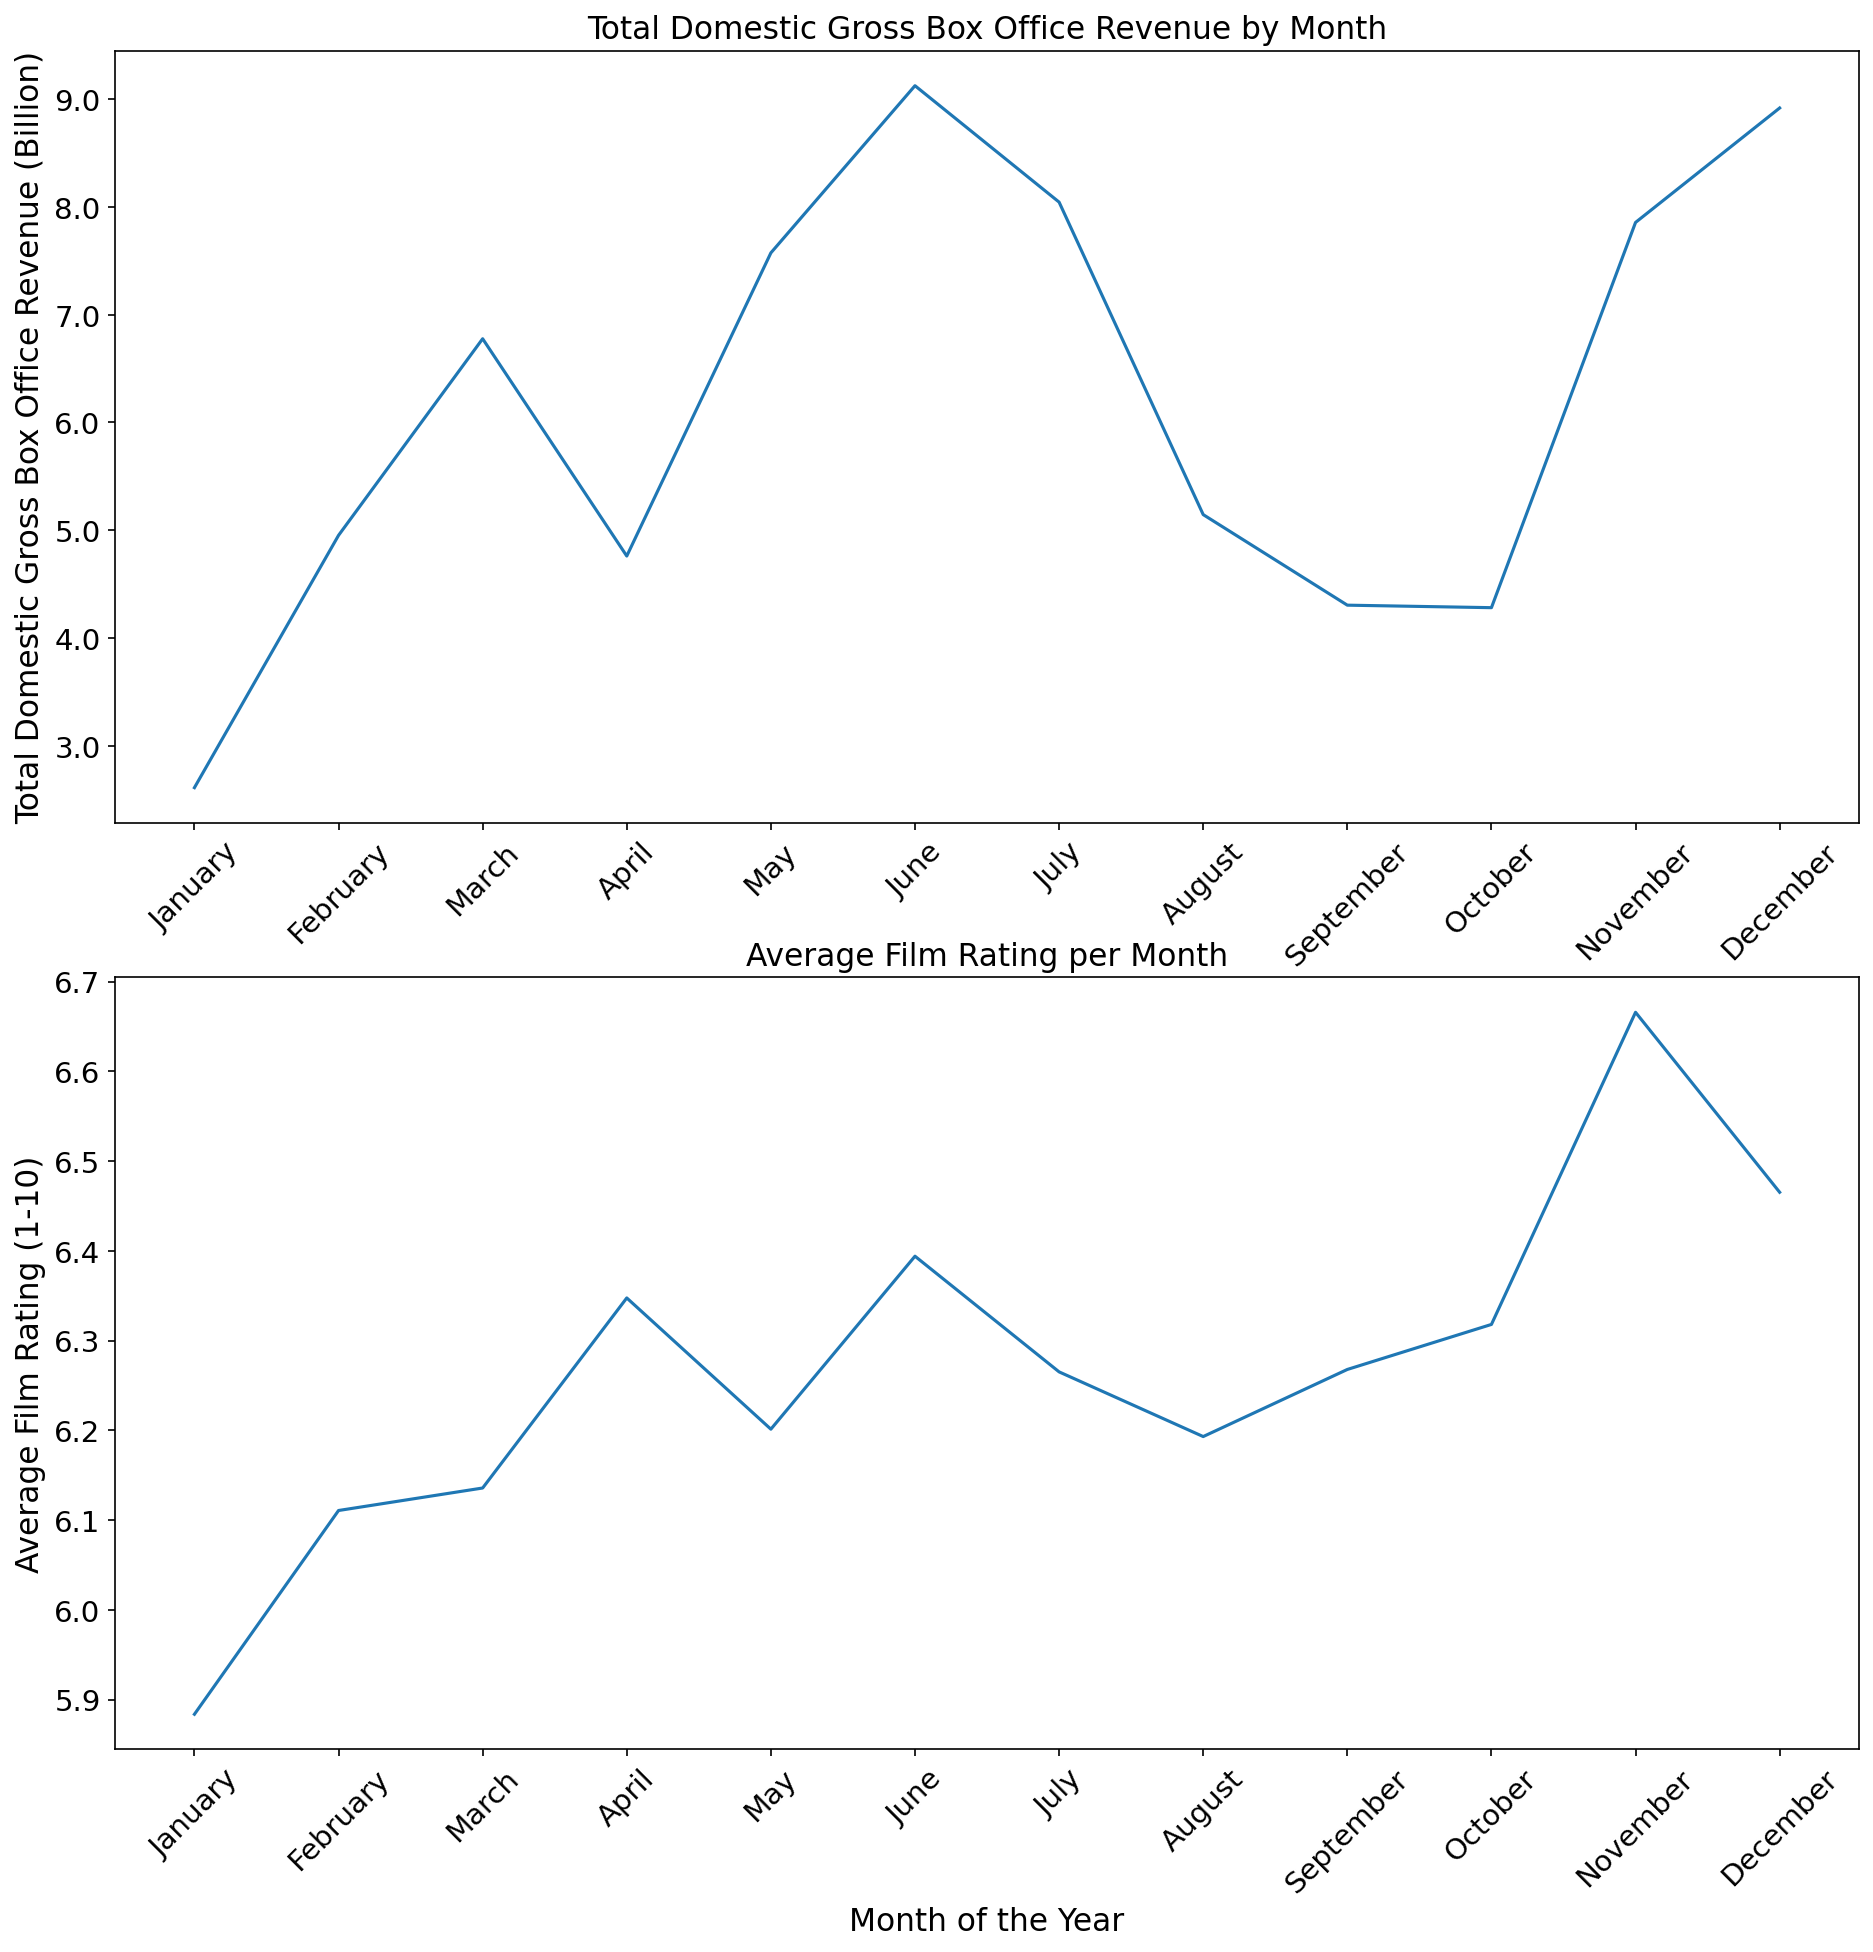 Total Domestic Gross Box Office Revenue by Month
Total Domestic Gross Box Office Revenue (Billion)
9.0
8.0
7.0
6.0
5.0
4.0
3.0
January
February
March
April
May
June
July
August
September
October
November
December
Average Film Rating per Month
Average Film Rating (1-10)
6.7
6.6
6.5
6.4
6.3
6.2
6.1
6.0
5.9
January
February
March
April
May
June
July
August
September
October
November
December
Month of the Year